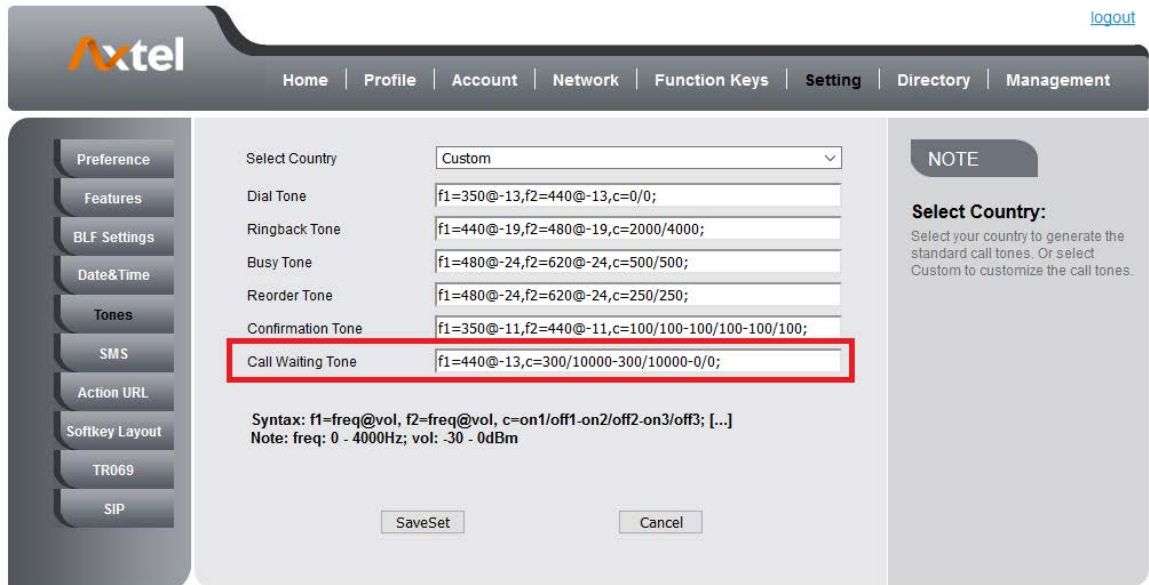 logout
Axtel
Home | Profile | Account | Network | Function Keys | Setting | Directory | Management
Preference
Features
BLF Settings
Date&Time
Tones
SMS
Action URL
Softkey Layout
TR069
SIP
Select Country Custom
Dial Tone f1=350@-13,f2=440@-13,c=0/0;
Ringback Tone f1=440@-19,f2=480@-19,c=2000/4000;
Busy Tone f1=480@-24,f2=620@-24,c=500/500;
Reorder Tone f1=480@-24,f2=620@-24,c=250/250;
Confirmation Tone f1=350@-11,f2=440@-11,c=100/100-100/100-100/100;
Call Waiting Tone f1=440@-13,c=300/10000-300/10000-0/0;
Syntax: f1=freq@vol, f2=freq@vol, c=on1/off1-on2/off2-on3/off3; [...]
Note: freq: 0 - 4000Hz; vol: -30 - 0dBm
SaveSet Cancel
NOTE
Select Country:
Select your country to generate the
standard call tones. Or select
Custom to customize the call tones.